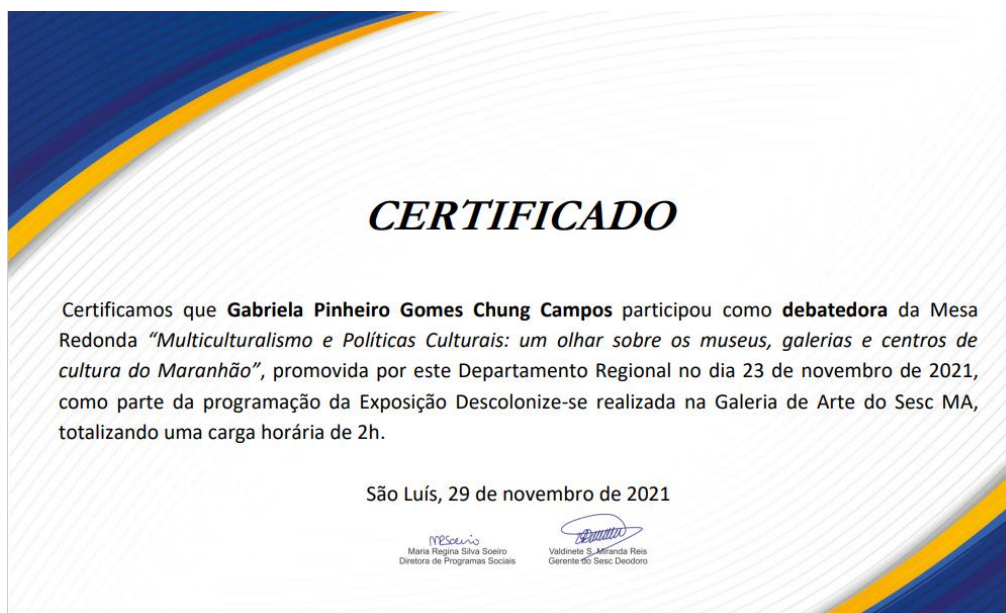 CERTIFICADO
Certificamos que Gabriela Pinheiro Gomes Chung Campos participou como debatedora da Mesa
Redonda “Multiculturalismo e Políticas Culturais: um olhar sobre os museus, galerias e centros de
cultura do Maranhão”, promovida por este Departamento Regional no dia 23 de novembro de 2021,
como parte da programação da Exposição Descolonize-se realizada na Galeria de Arte do Sesc MA,
totalizando uma carga horária de 2h.
São Luís, 29 de novembro de 2021
Maria Regina Silva Soeiro
Diretora de Programas Sociais
Valdinete S. Miranda Reis
Gerente do Sesc Deodoro